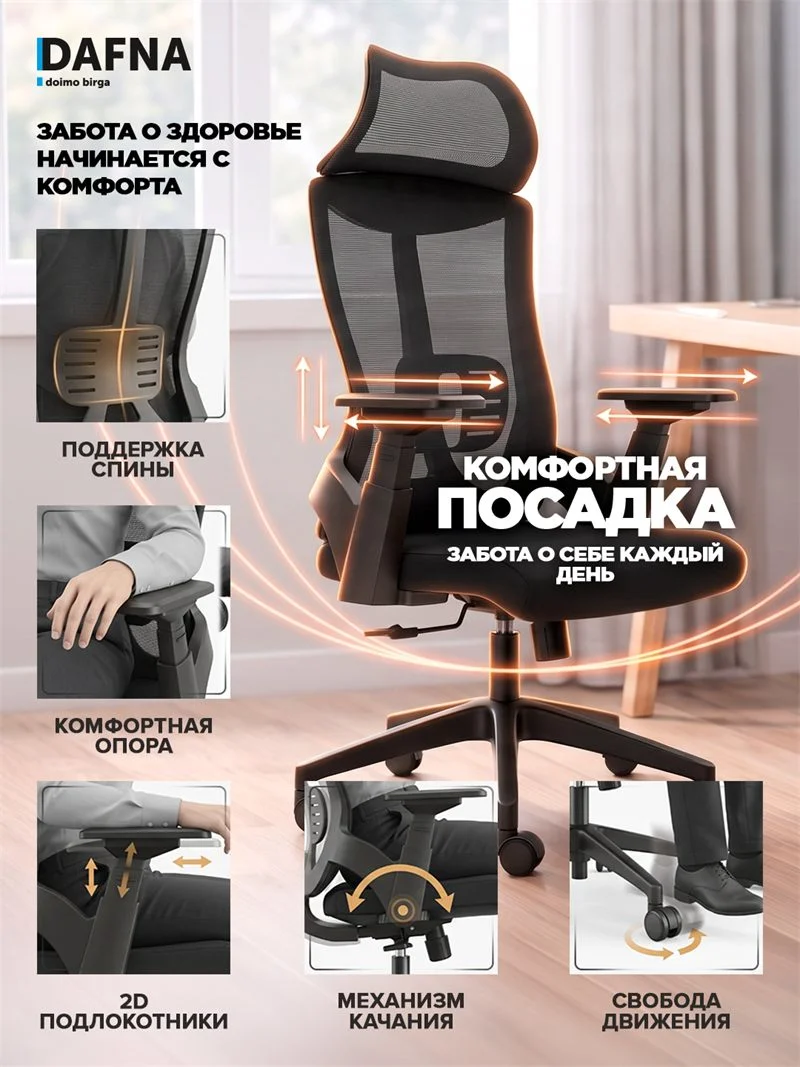 DAFNA
doimo birga
ЗАБОТА О ЗДОРОВЬЕ
НАЧИНАЕТСЯ С
КОМФОРТА
ПОДДЕРЖКА
СПИНЫ
КОМФОРТНАЯ
ПОСАДКА
ЗАБОТА О СЕБЕ КАЖДЫЙ
ДЕНЬ
КОМФОРТНАЯ
ОПОРА
2D
ПОДЛОКОТНИКИ
МЕХАНИЗМ
КАЧАНИЯ
СВОБОДА
ДВИЖЕНИЯ